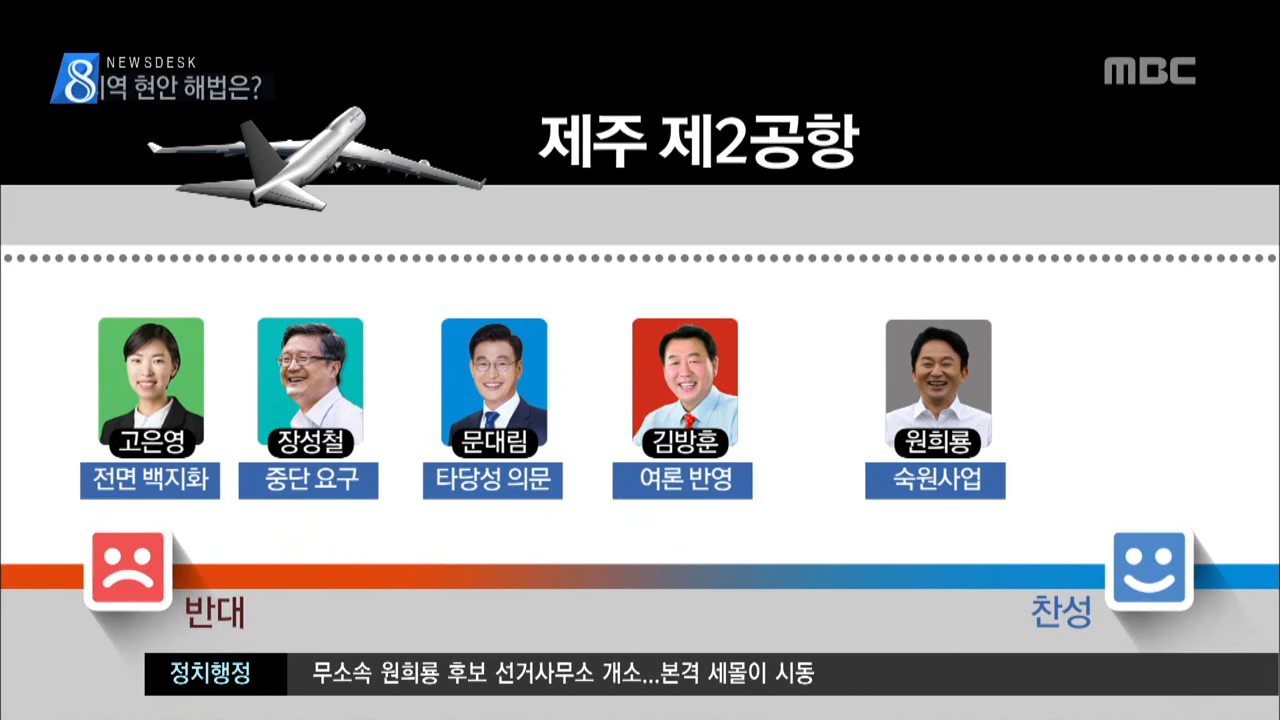 NEWSDESK
8
역 현안 해법은?
MBC
제주 제2공항
고은영 장성철 문대림 김방훈 원희룡
전면 백지화 중단 요구 타당성 의문 여론 반영 숙원사업
반대 찬성
정치행정 무소속 원희룡 후보 선거사무소 개소...본격 세몰이 시동